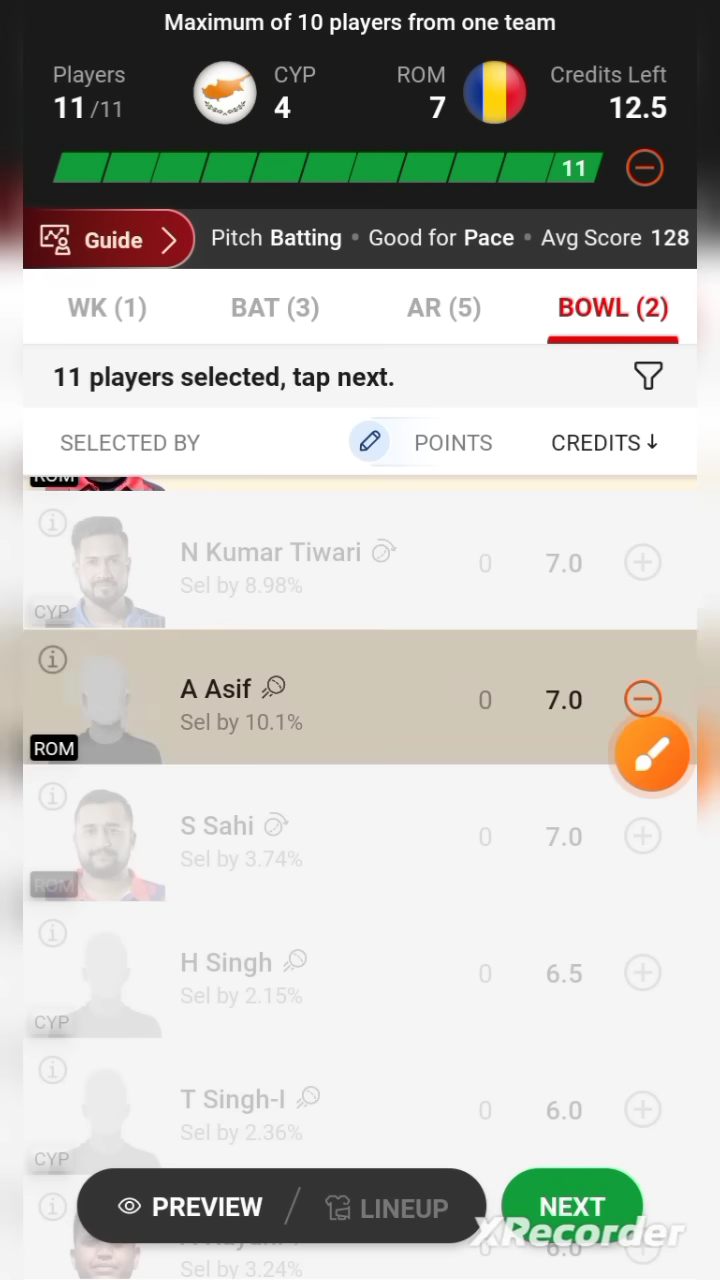 Maximum of 10 players from one team
Players CYP ROM Credits Left
11 /11 4 7 12.5
11
Guide Pitch Batting • Good for Pace • Avg Score 128
WK (1) BAT (3) AR (5) BOWL (2)
11 players selected, tap next.
SELECTED BY POINTS CREDITS ↓
ROM
N Kumar Tiwari 0 7.0
Sel by 8.98%
CYP
A Asif 0 7.0
Sel by 10.1%
ROM
S Sahi 0 7.0
Sel by 3.74%
ROM
H Singh 0 6.5
Sel by 2.15%
CYP
T Singh-I 0 6.0
Sel by 2.36%
CYP
PREVIEW / LINEUP NEXT
XRecorder
0 6.0
Sel by 3.24%